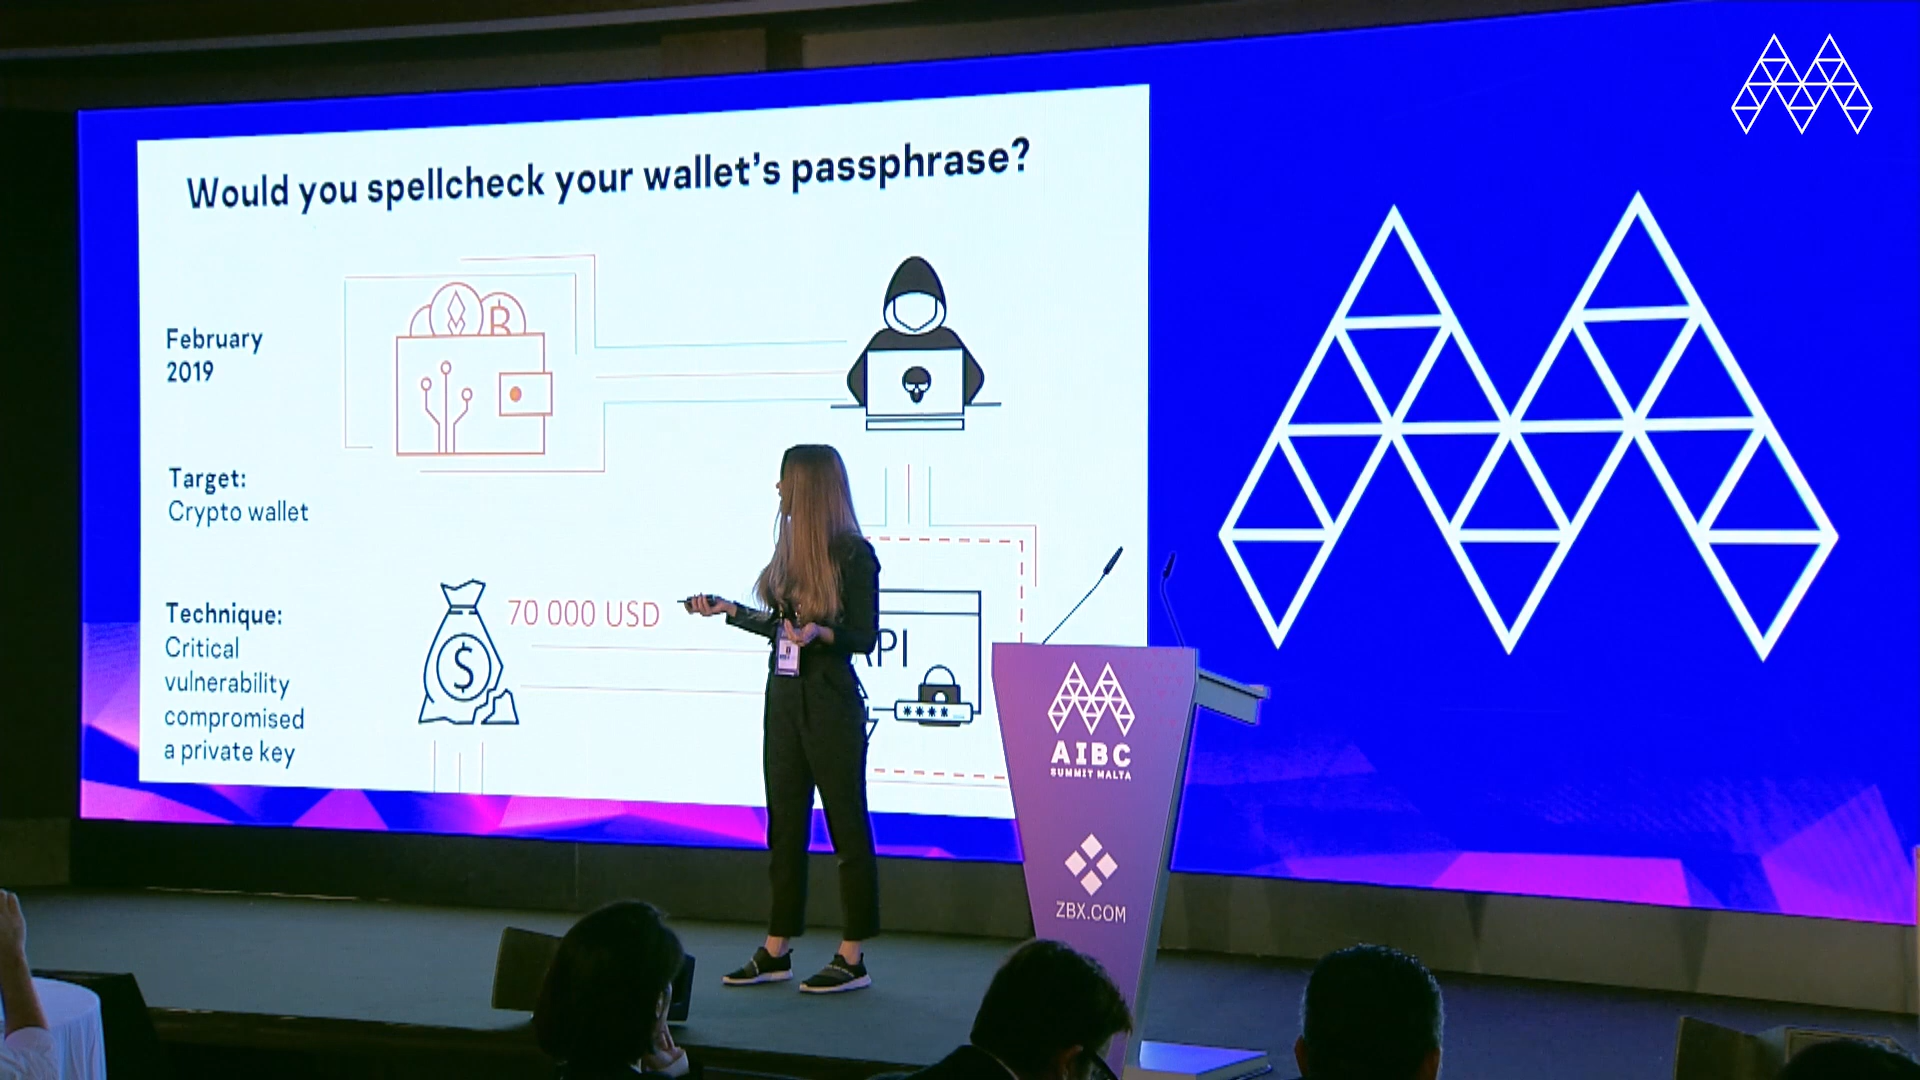 Would you spellcheck your wallet's passphrase?
February
2019
Target:
Crypto wallet
Technique:
Critical
vulnerability
compromised
a private key
70 000 USD
PI
****
AIBC
SUMMIT MALTA
ZBX.COM